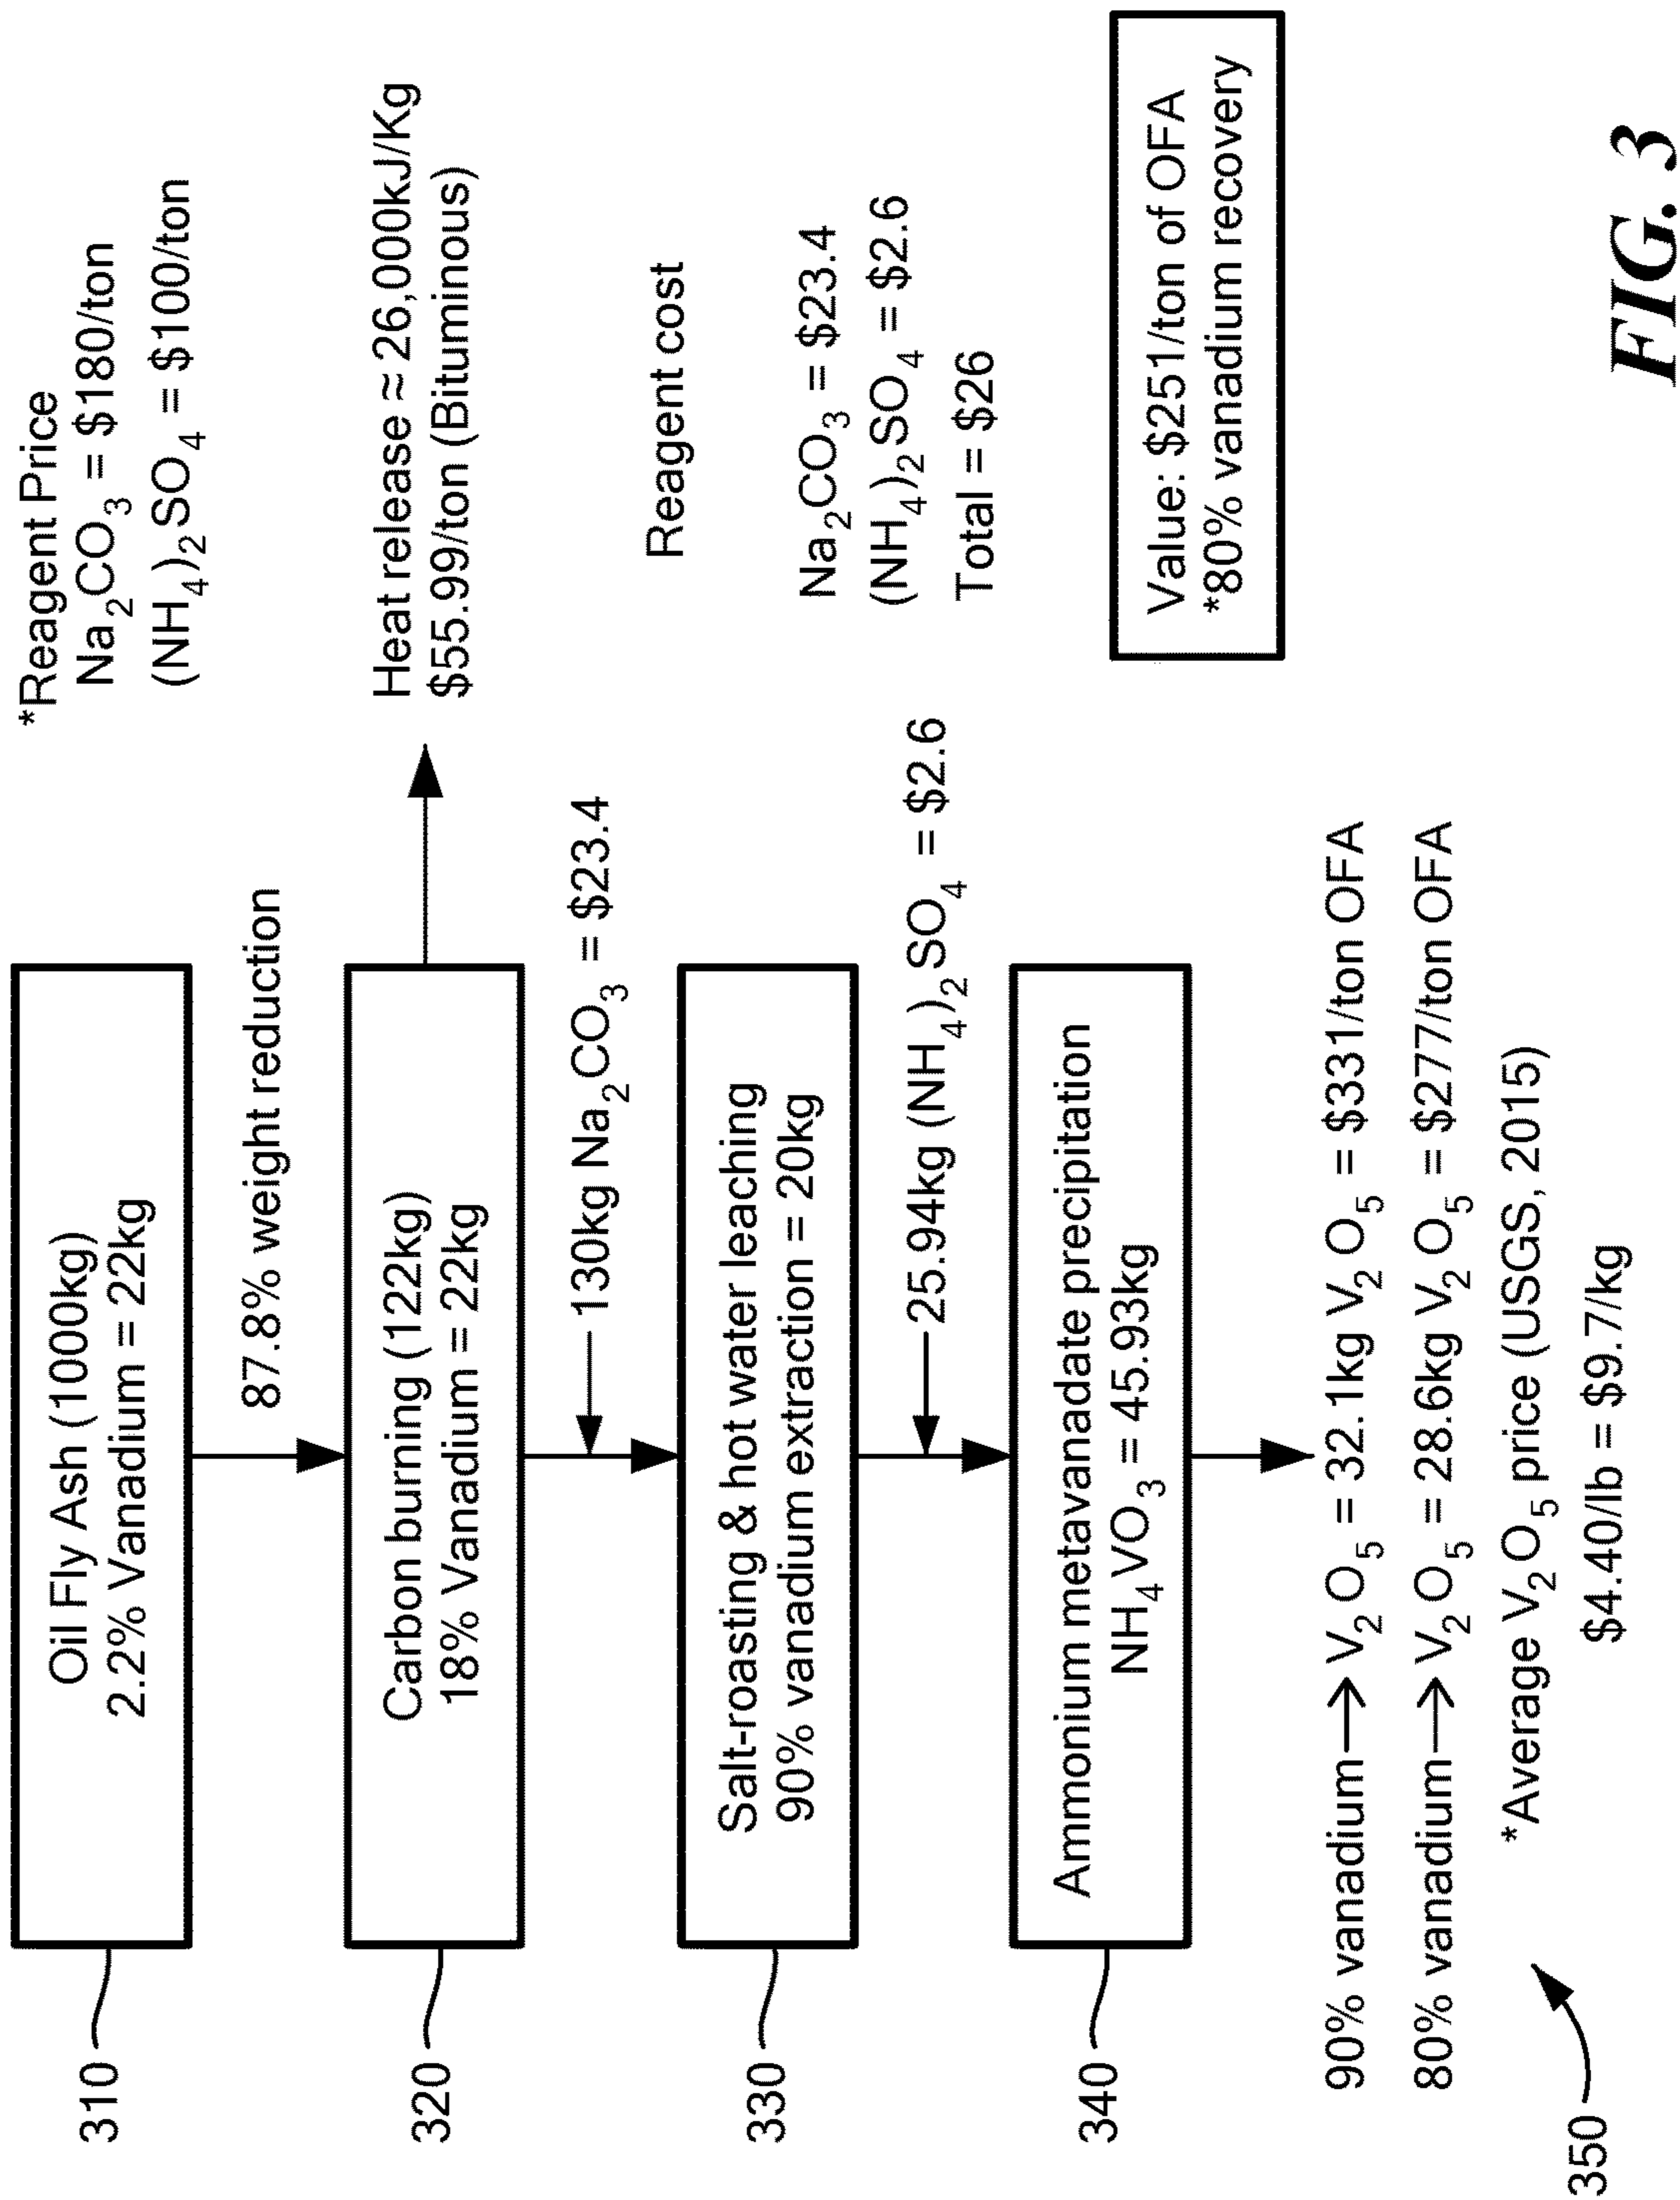 *Reagent Price
Na₂CO₃ = $180/ton
(NH₄)₂SO₄ = $100/ton
310
Oil Fly Ash (1000kg)
2.2% Vanadium = 22kg
87.8% weight reduction
320
Carbon burning (122kg)
18% Vanadium = 22kg
Heat release ≈ 26,000kJ/Kg
$55.99/ton (Bituminous)
130kg Na₂CO₃ = $23.4
330
Salt-roasting & hot water leaching
90% vanadium extraction = 20kg
Reagent cost
Na₂CO₃ = $23.4
(NH₄)₂SO₄ = $2.6
Total = $26
25.94kg (NH₄)₂SO₄ = $2.6
340
Ammonium metavanadate precipitation
NH₄VO₃ = 45.93kg
Value: $251/ton of OFA
*80% vanadium recovery
90% vanadium → V₂O₅ = 32.1kg V₂O₅ = $331/ton OFA
80% vanadium → V₂O₅ = 28.6kg V₂O₅ = $277/ton OFA
*Average V₂O₅ price (USGS, 2015)
$4.40/lb = $9.7/kg
350
FIG. 3